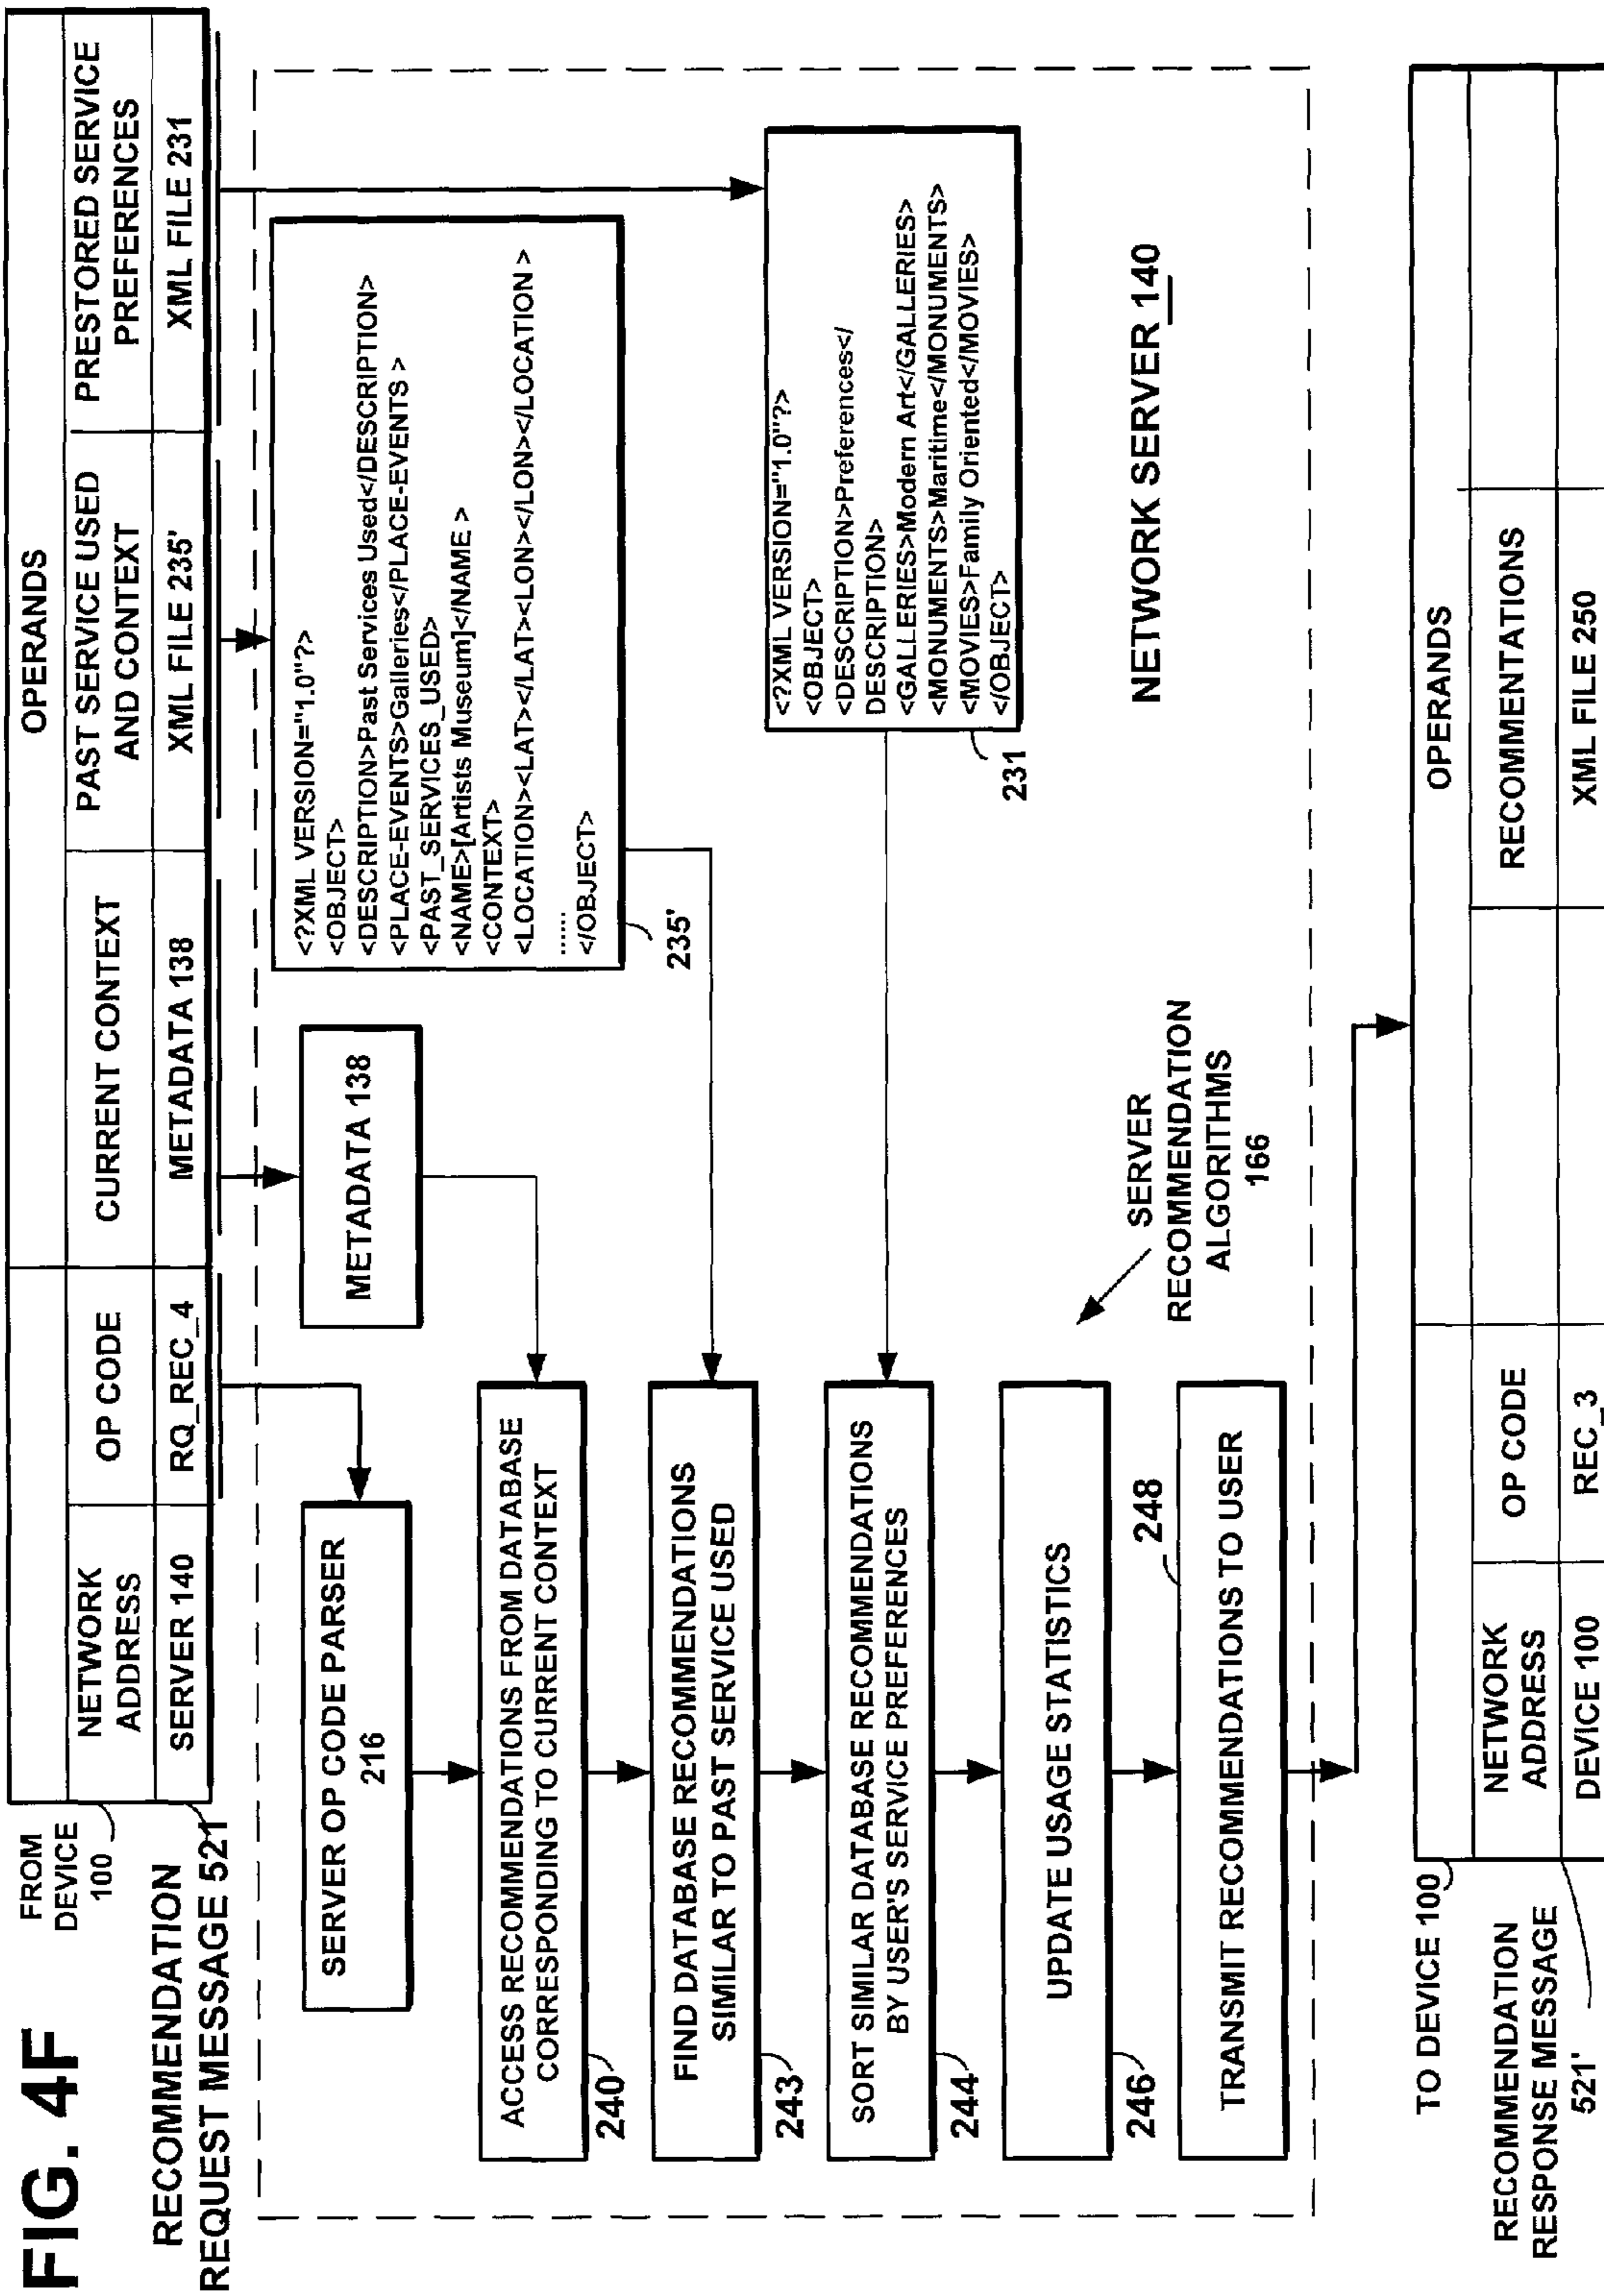 FIG. 4F
FROM
DEVICE
100
RECOMMENDATION
REQUEST MESSAGE 521
OPERANDS
NETWORK
ADDRESS
OP CODE
CURRENT CONTEXT
PAST SERVICE USED
AND CONTEXT
PRESTORED SERVICE
PREFERENCES
SERVER 140
RQ_REC_4
METADATA 138
XML FILE 235'
XML FILE 231
SERVER OP CODE PARSER
216
METADATA 138
<?XML VERSION="1.0"?>
<OBJECT>
<DESCRIPTION>Past Services Used</DESCRIPTION>
<PLACE-EVENTS>Galleries</PLACE-EVENTS >
<PAST_SERVICES_USED>
<NAME>[Artists Museum]</NAME >
<CONTEXT>
<LOCATION><LAT></LAT><LON></LON></LOCATION >
.....
</OBJECT>
235'
ACCESS RECOMMENDATIONS FROM DATABASE
CORRESPONDING TO CURRENT CONTEXT
240
FIND DATABASE RECOMMENDATIONS
SIMILAR TO PAST SERVICE USED
243
<?XML VERSION="1.0"?>
<OBJECT>
<DESCRIPTION>Preferences</
DESCRIPTION>
<GALLERIES>Modern Art</GALLERIES>
<MONUMENTS>Maritime</MONUMENTS>
<MOVIES>Family Oriented</MOVIES>
</OBJECT>
231
SORT SIMILAR DATABASE RECOMMENDATIONS
BY USER'S SERVICE PREFERENCES
244
UPDATE USAGE STATISTICS
246
248
TRANSMIT RECOMMENDATIONS TO USER
SERVER
RECOMMENDATION
ALGORITHMS
166
NETWORK SERVER 140
TO DEVICE 100
RECOMMENDATION
RESPONSE MESSAGE
521'
OPERANDS
NETWORK
ADDRESS
OP CODE
RECOMMENTATIONS
DEVICE 100
REC_3
XML FILE 250